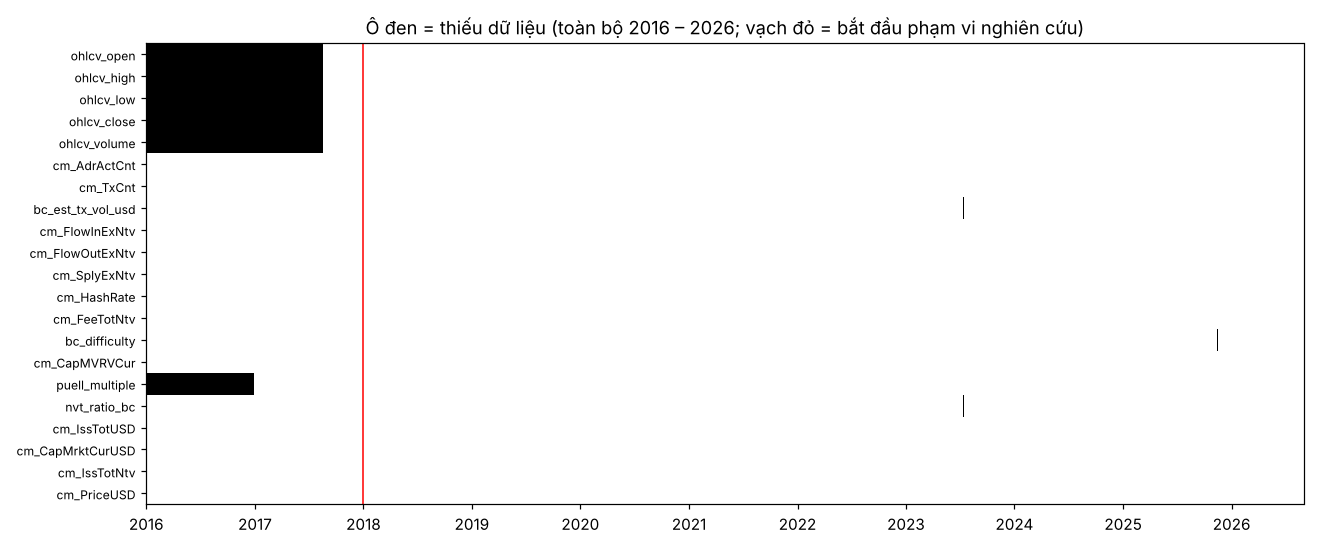 Ô đen = thiếu dữ liệu (toàn bộ 2016 – 2026; vạch đỏ = bắt đầu phạm vi nghiên cứu)
ohlcv_open
ohlcv_high
ohlcv_low
ohlcv_close
ohlcv_volume
cm_AdrActCnt
cm_TxCnt
bc_est_tx_vol_usd
cm_FlowInExNtv
cm_FlowOutExNtv
cm_SplyExNtv
cm_HashRate
cm_FeeTotNtv
bc_difficulty
cm_CapMVRVCur
puell_multiple
nvt_ratio_bc
cm_IssTotUSD
cm_CapMrktCurUSD
cm_IssTotNtv
cm_PriceUSD
2016 2017 2018 2019 2020 2021 2022 2023 2024 2025 2026